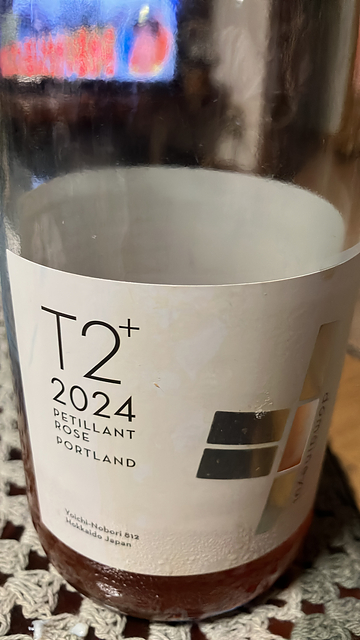 T2+
2024
PETILLANT
ROSE
PORTLAND
Yoichi-Nobori 812
Hokkaido Japan